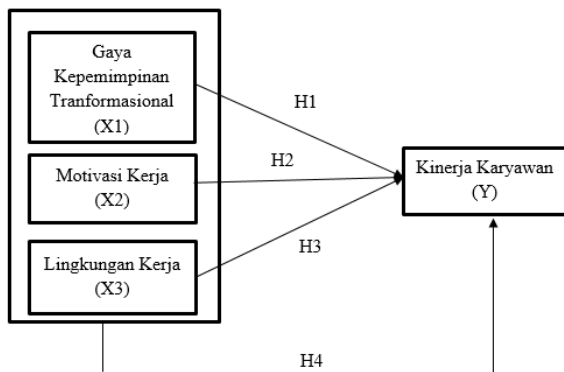 Gaya
Kepemimpinan
Tranformasional
(X1)
H1
Motivasi Kerja
(X2)
H2
Kinerja Karyawan
(Y)
Lingkungan Kerja
(X3)
H3
H4